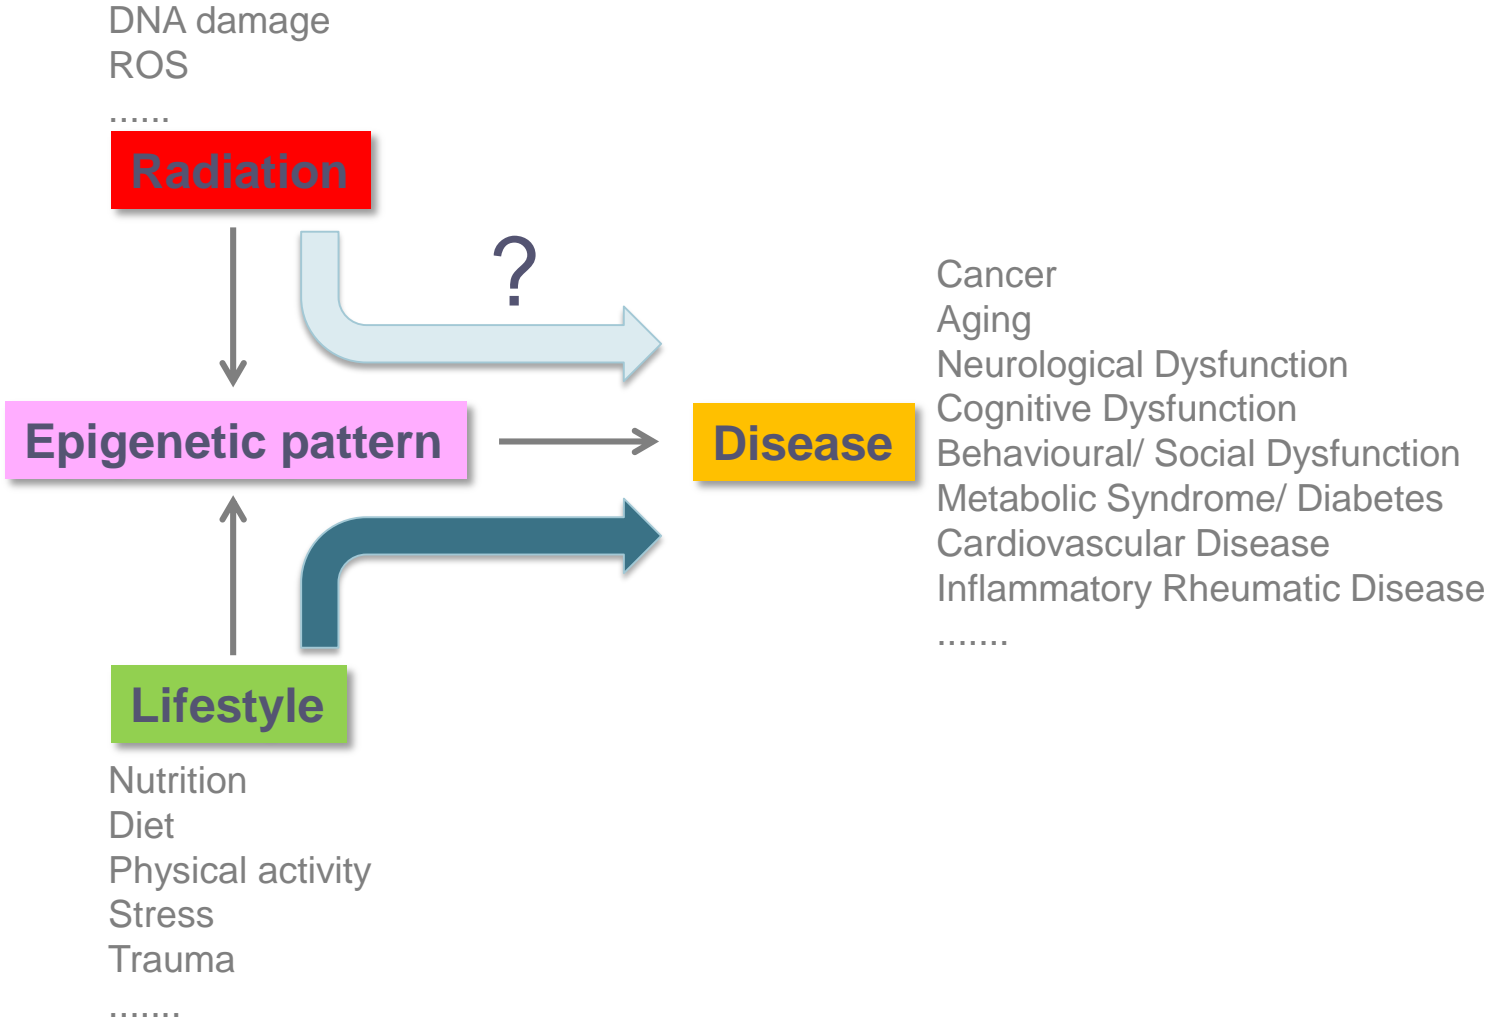 DNA damage
ROS
......
Radiation
?
Epigenetic pattern
Disease
Cancer
Aging
Neurological Dysfunction
Cognitive Dysfunction
Behavioural/ Social Dysfunction
Metabolic Syndrome/ Diabetes
Cardiovascular Disease
Inflammatory Rheumatic Disease
.......
Lifestyle
Nutrition
Diet
Physical activity
Stress
Trauma
.......